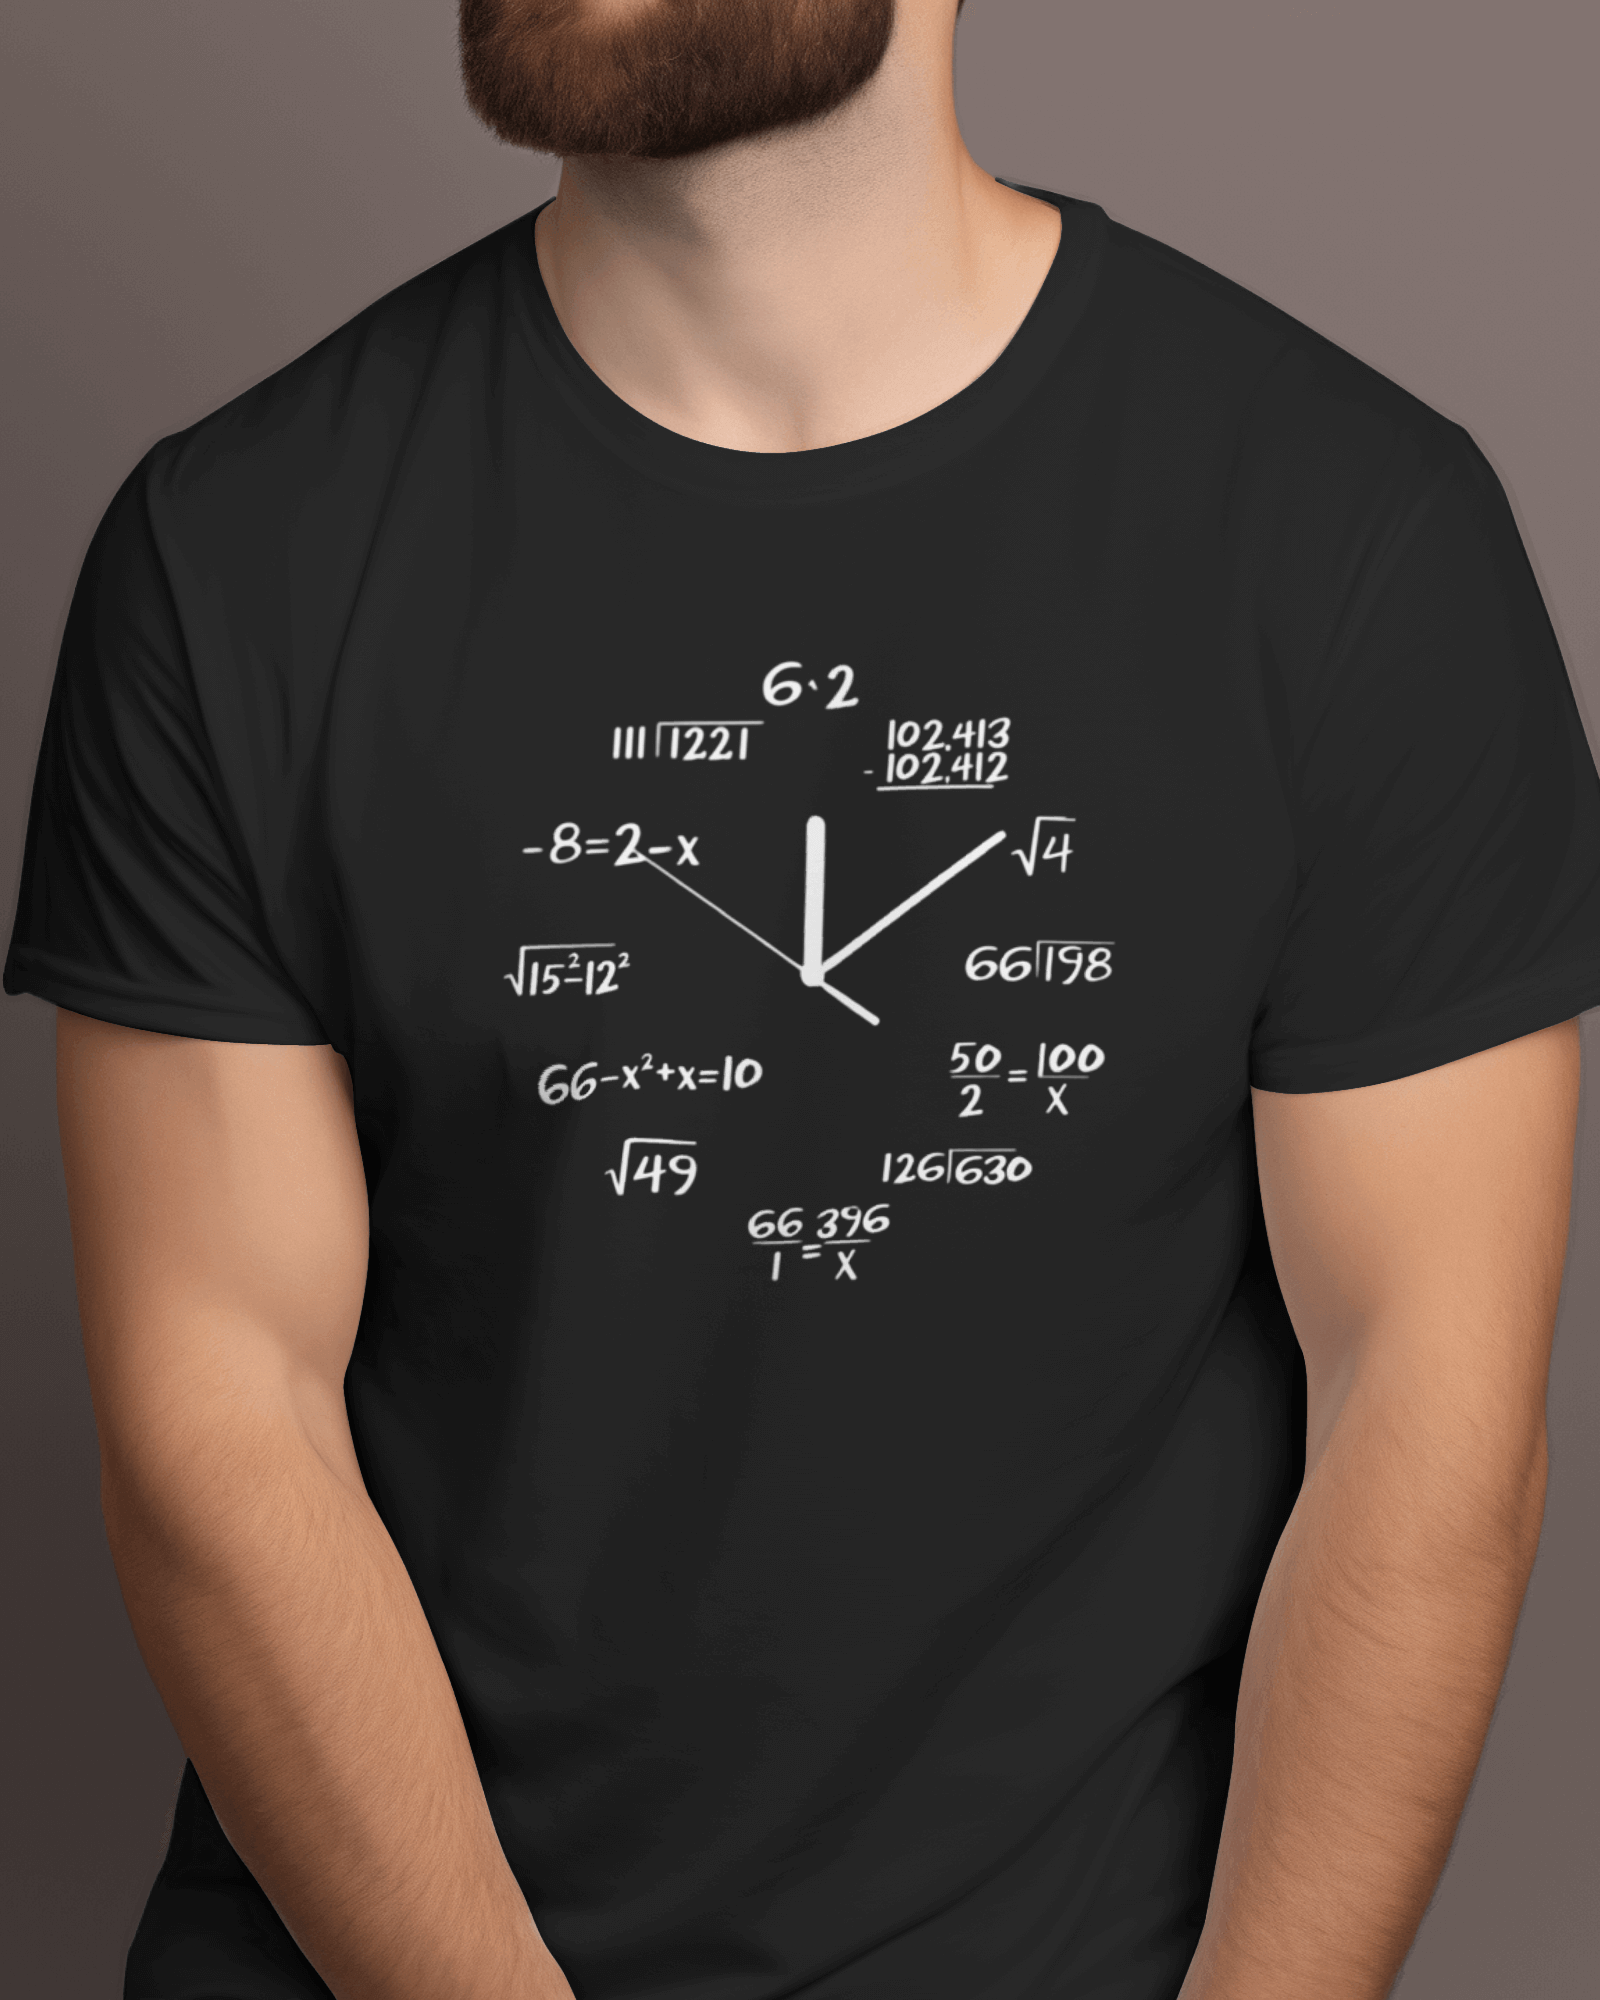 6·2
111⟌1221
102.413
- 102.412
-8=2-x
√4
√15²-12²
66⟌198
66-x²+x=10
50/2 = 100/x
√49
126⟌630
66/1 = 396/x